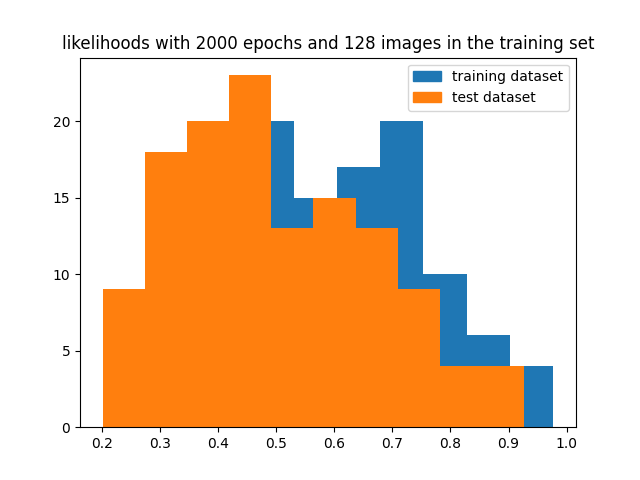 likelihoods with 2000 epochs and 128 images in the training set
training dataset
test dataset
20
15
10
5
0
0.2 0.3 0.4 0.5 0.6 0.7 0.8 0.9 1.0